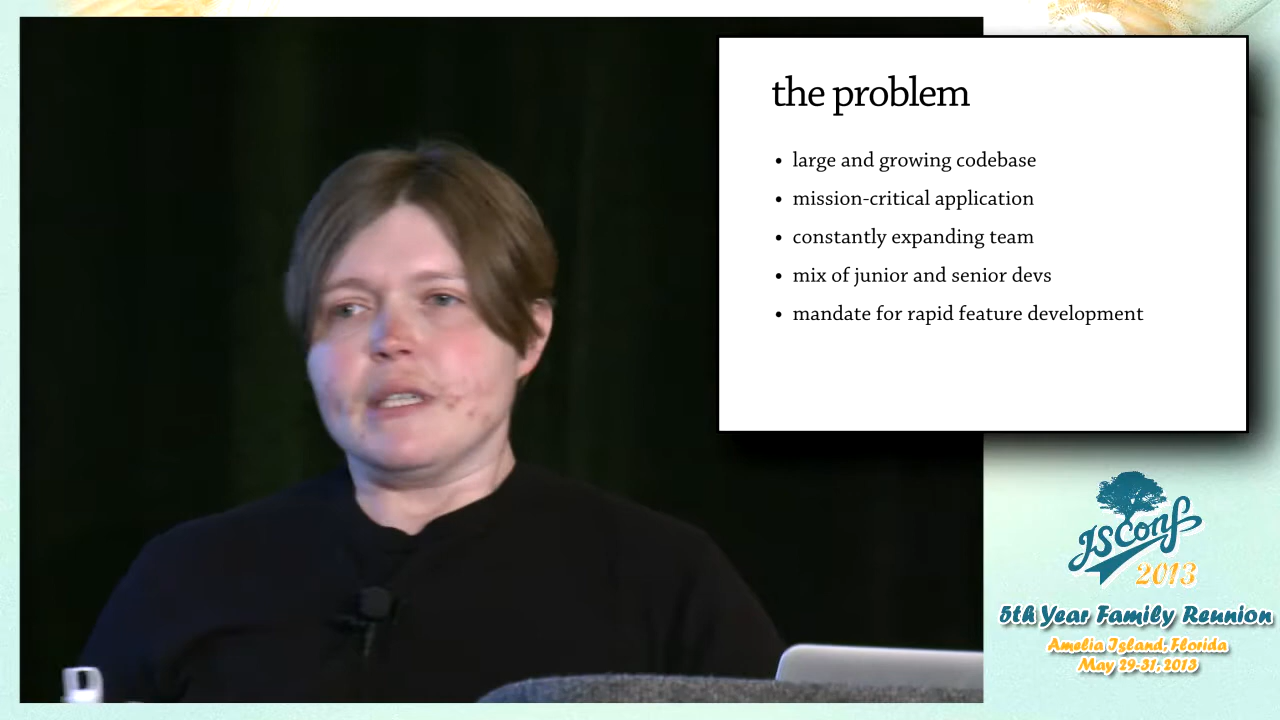 the problem
• large and growing codebase
• mission-critical application
• constantly expanding team
• mix of junior and senior devs
• mandate for rapid feature development
JSConf
2013
5th Year Family Reunion
Amelia Island, Florida
May 29-31, 2013